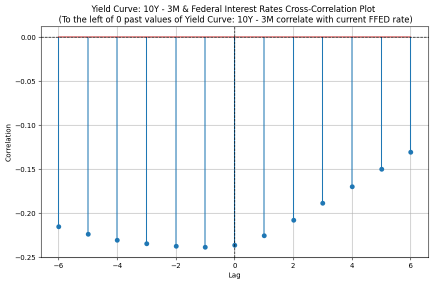 Yield Curve: 10Y - 3M & Federal Interest Rates Cross-Correlation Plot
(To the left of 0 past values of Yield Curve: 10Y - 3M correlate with current FFED rate)
0.00
−0.05
−0.10
−0.15
−0.20
−0.25
Correlation
−6 −4 −2 0 2 4 6
Lag